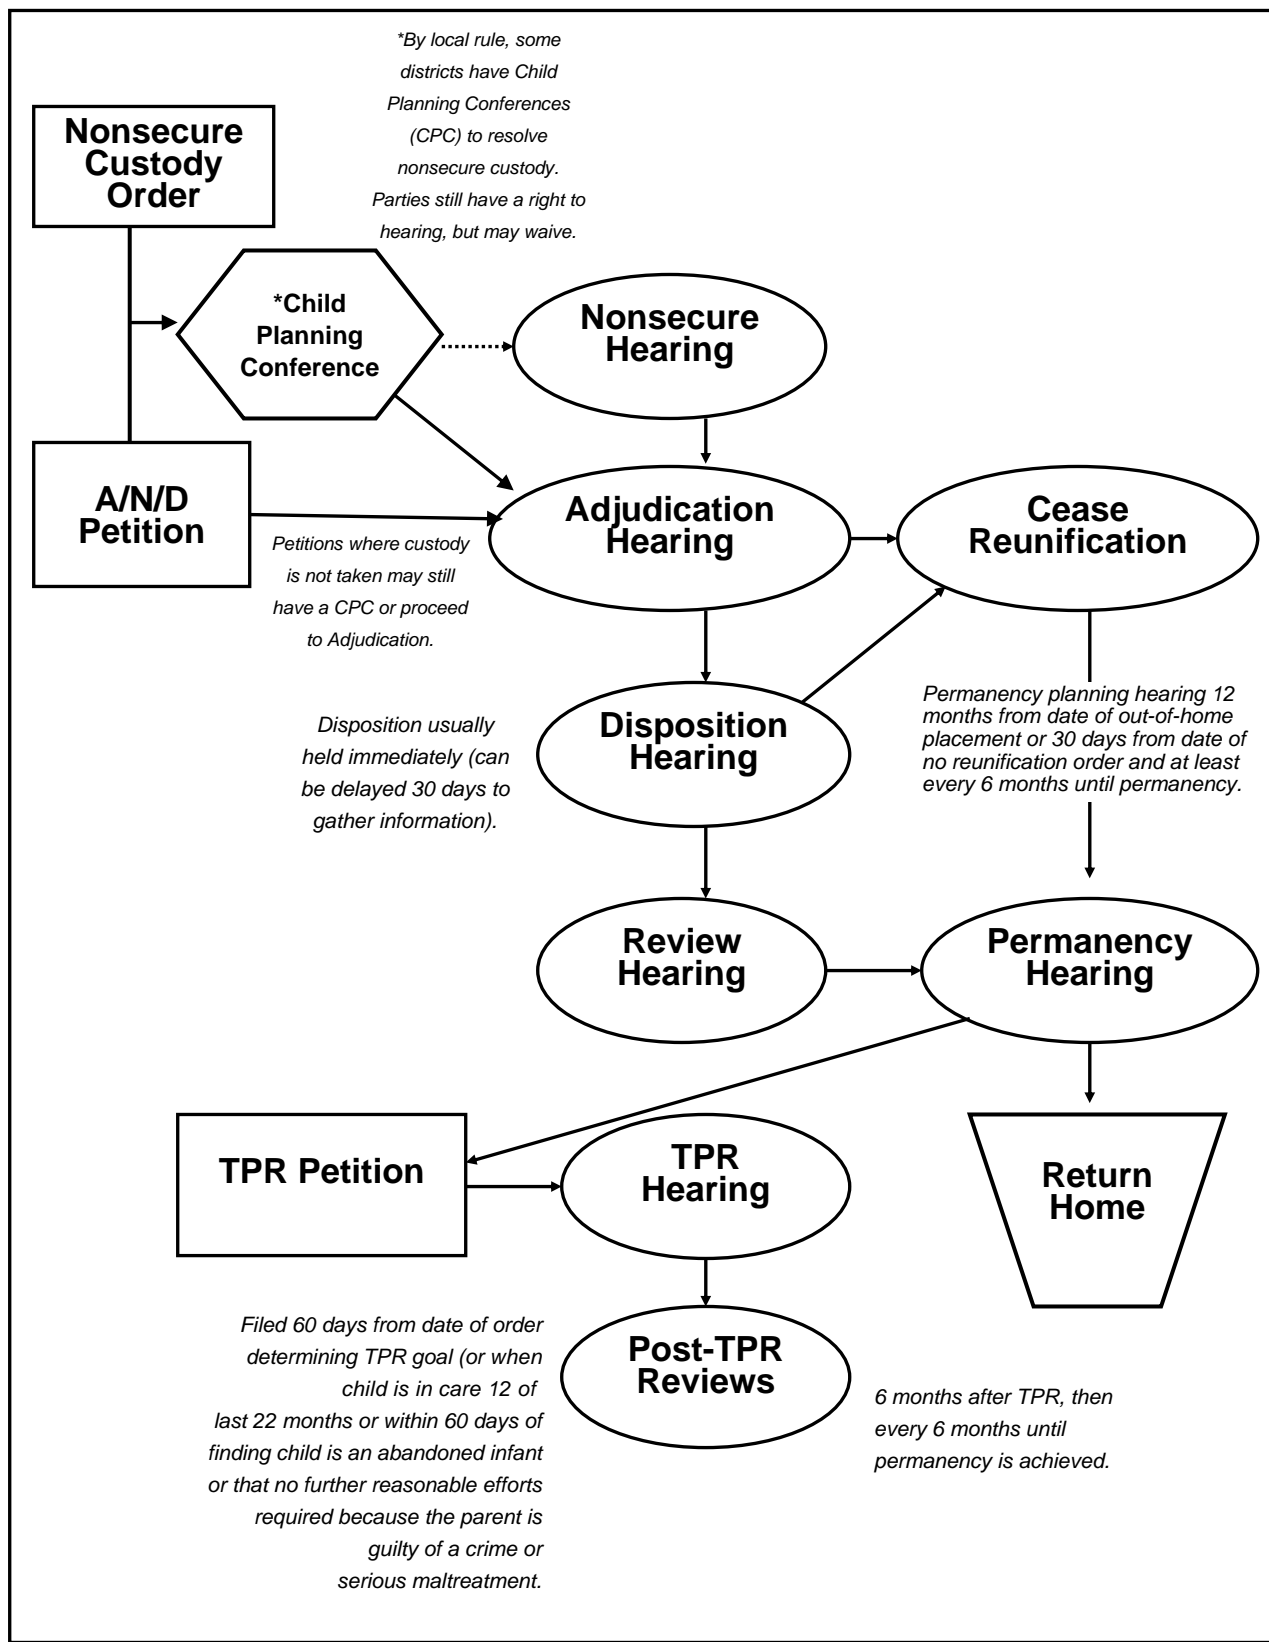 *By local rule, some
districts have Child
Planning Conferences
(CPC) to resolve
nonsecure custody.
Parties still have a right to
hearing, but may waive.
Nonsecure
Custody
Order
*Child
Planning
Conference
Nonsecure
Hearing
A/N/D
Petition
Petitions where custody
is not taken may still
have a CPC or proceed
to Adjudication.
Adjudication
Hearing
Cease
Reunification
Disposition usually
held immediately (can
be delayed 30 days to
gather information).
Disposition
Hearing
Permanency planning hearing 12
months from date of out-of-home
placement or 30 days from date of
no reunification order and at least
every 6 months until permanency.
Review
Hearing
Permanency
Hearing
TPR Petition
TPR
Hearing
Return
Home
Filed 60 days from date of order
determining TPR goal (or when
child is in care 12 of
last 22 months or within 60 days of
finding child is an abandoned infant
or that no further reasonable efforts
required because the parent is
guilty of a crime or
serious maltreatment.
Post-TPR
Reviews
6 months after TPR, then
every 6 months until
permanency is achieved.